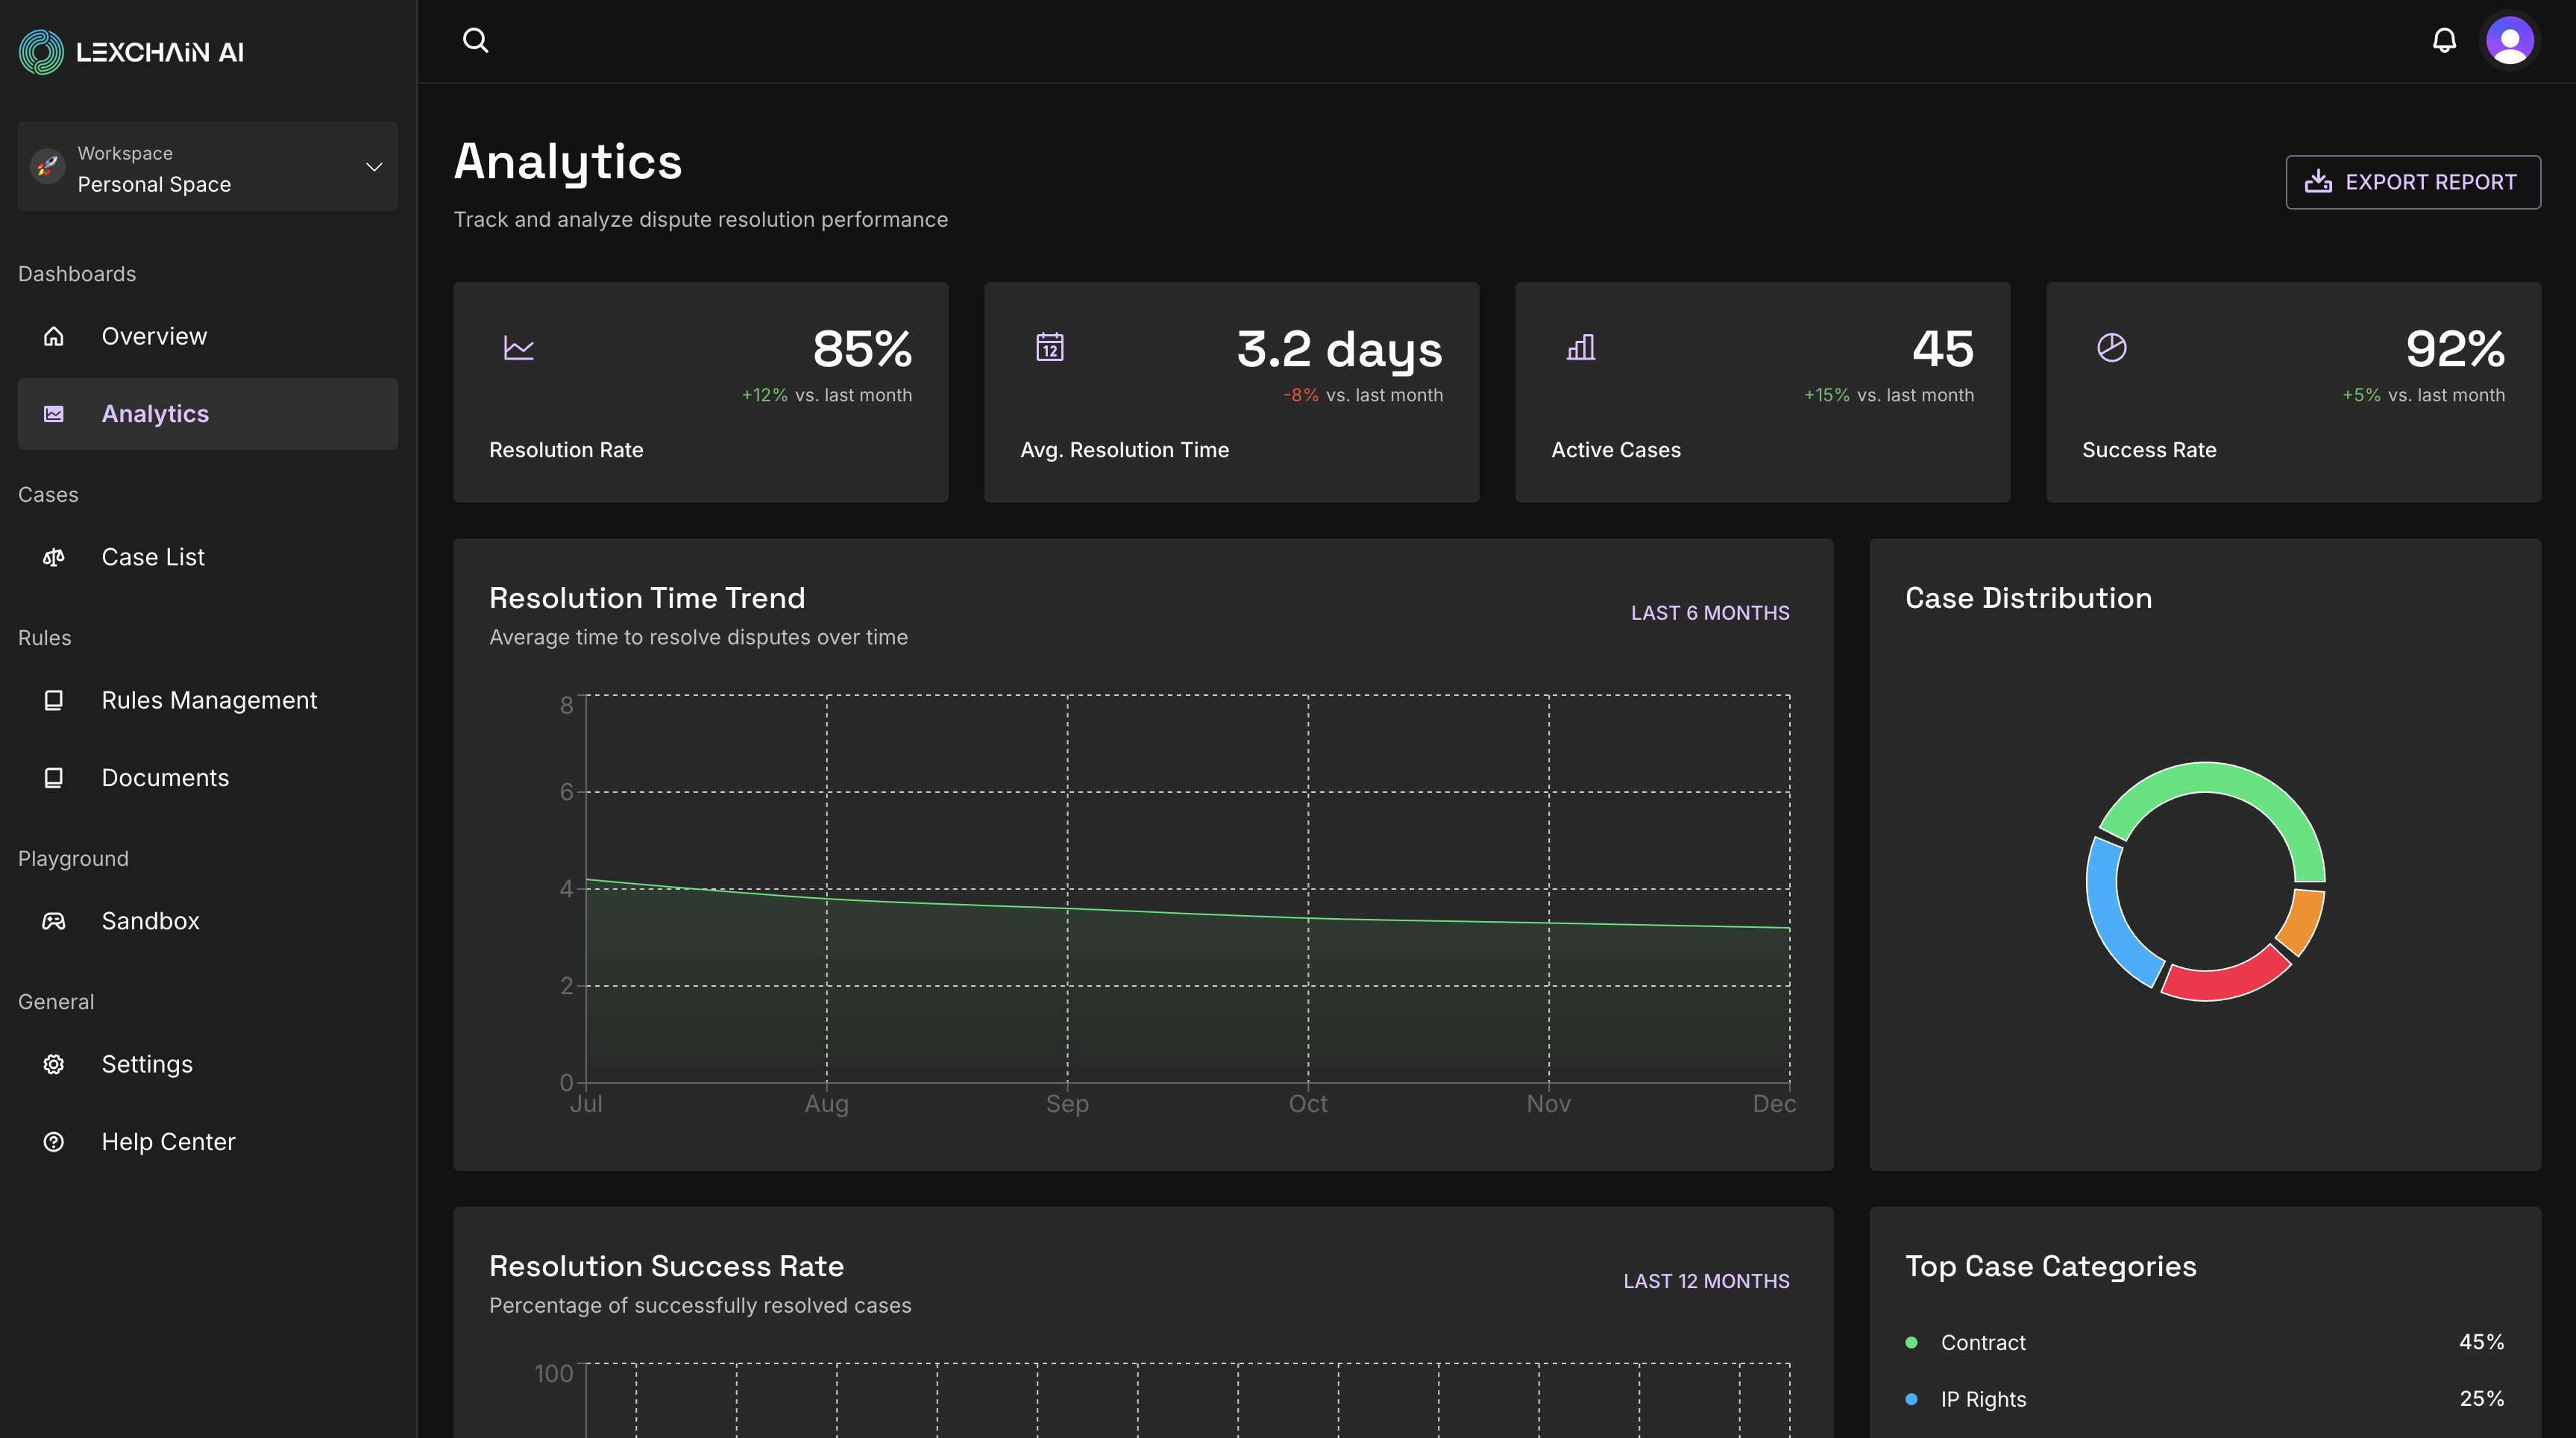 LEXCHAIN AI
Workspace
Personal Space
Dashboards
Overview
Analytics
Cases
Case List
Rules
Rules Management
Documents
Playground
Sandbox
General
Settings
Help Center
Analytics
Track and analyze dispute resolution performance
EXPORT REPORT
85%
+12% vs. last month
Resolution Rate
12
3.2 days
-8% vs. last month
Avg. Resolution Time
45
+15% vs. last month
Active Cases
92%
+5% vs. last month
Success Rate
Resolution Time Trend
Average time to resolve disputes over time
LAST 6 MONTHS
8
6
4
2
0
Jul Aug Sep Oct Nov Dec
Case Distribution
Resolution Success Rate
Percentage of successfully resolved cases
LAST 12 MONTHS
100
Top Case Categories
Contract 45%
IP Rights 25%